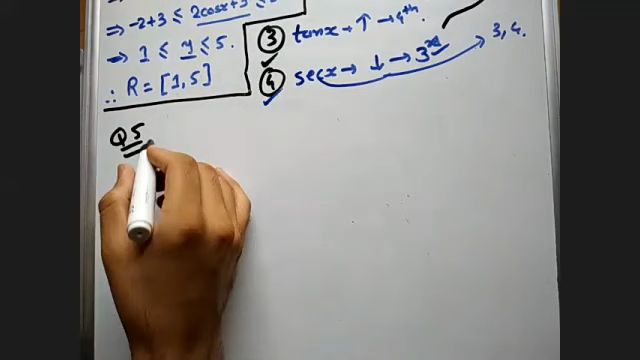 ⇒ -2+3 ≤ 2cosx+3 ≤
⇒ 1 ≤ y ≤ 5.
∴ R = [1,5]
③ tanx → ↑ → 4th.
④ secx → ↓ → 3rd → 3, 4.
Q5